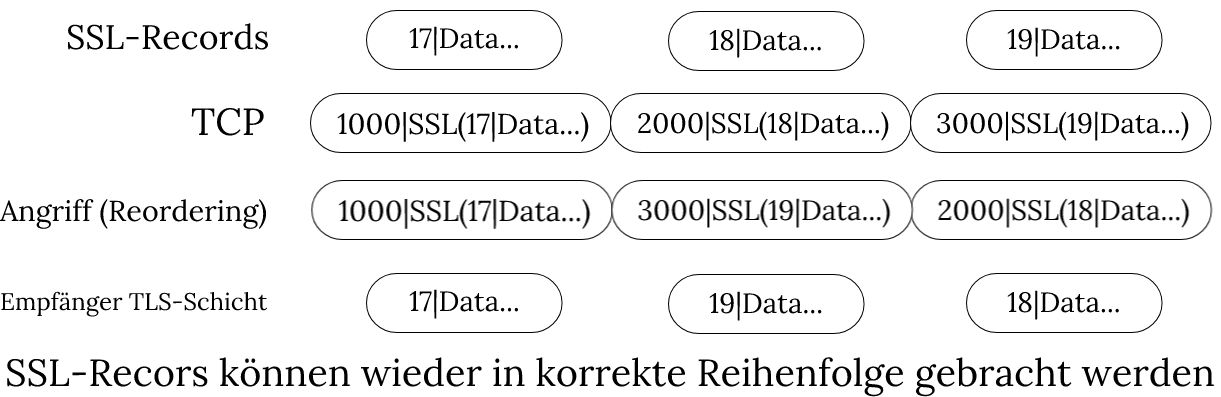 SSL-Records 17|Data... 18|Data... 19|Data...
TCP 1000|SSL(17|Data...) 2000|SSL(18|Data...) 3000|SSL(19|Data...)
Angriff (Reordering) 1000|SSL(17|Data...) 3000|SSL(19|Data...) 2000|SSL(18|Data...)
Empfänger TLS-Schicht 17|Data... 19|Data... 18|Data...
SSL-Recors können wieder in korrekte Reihenfolge gebracht werden